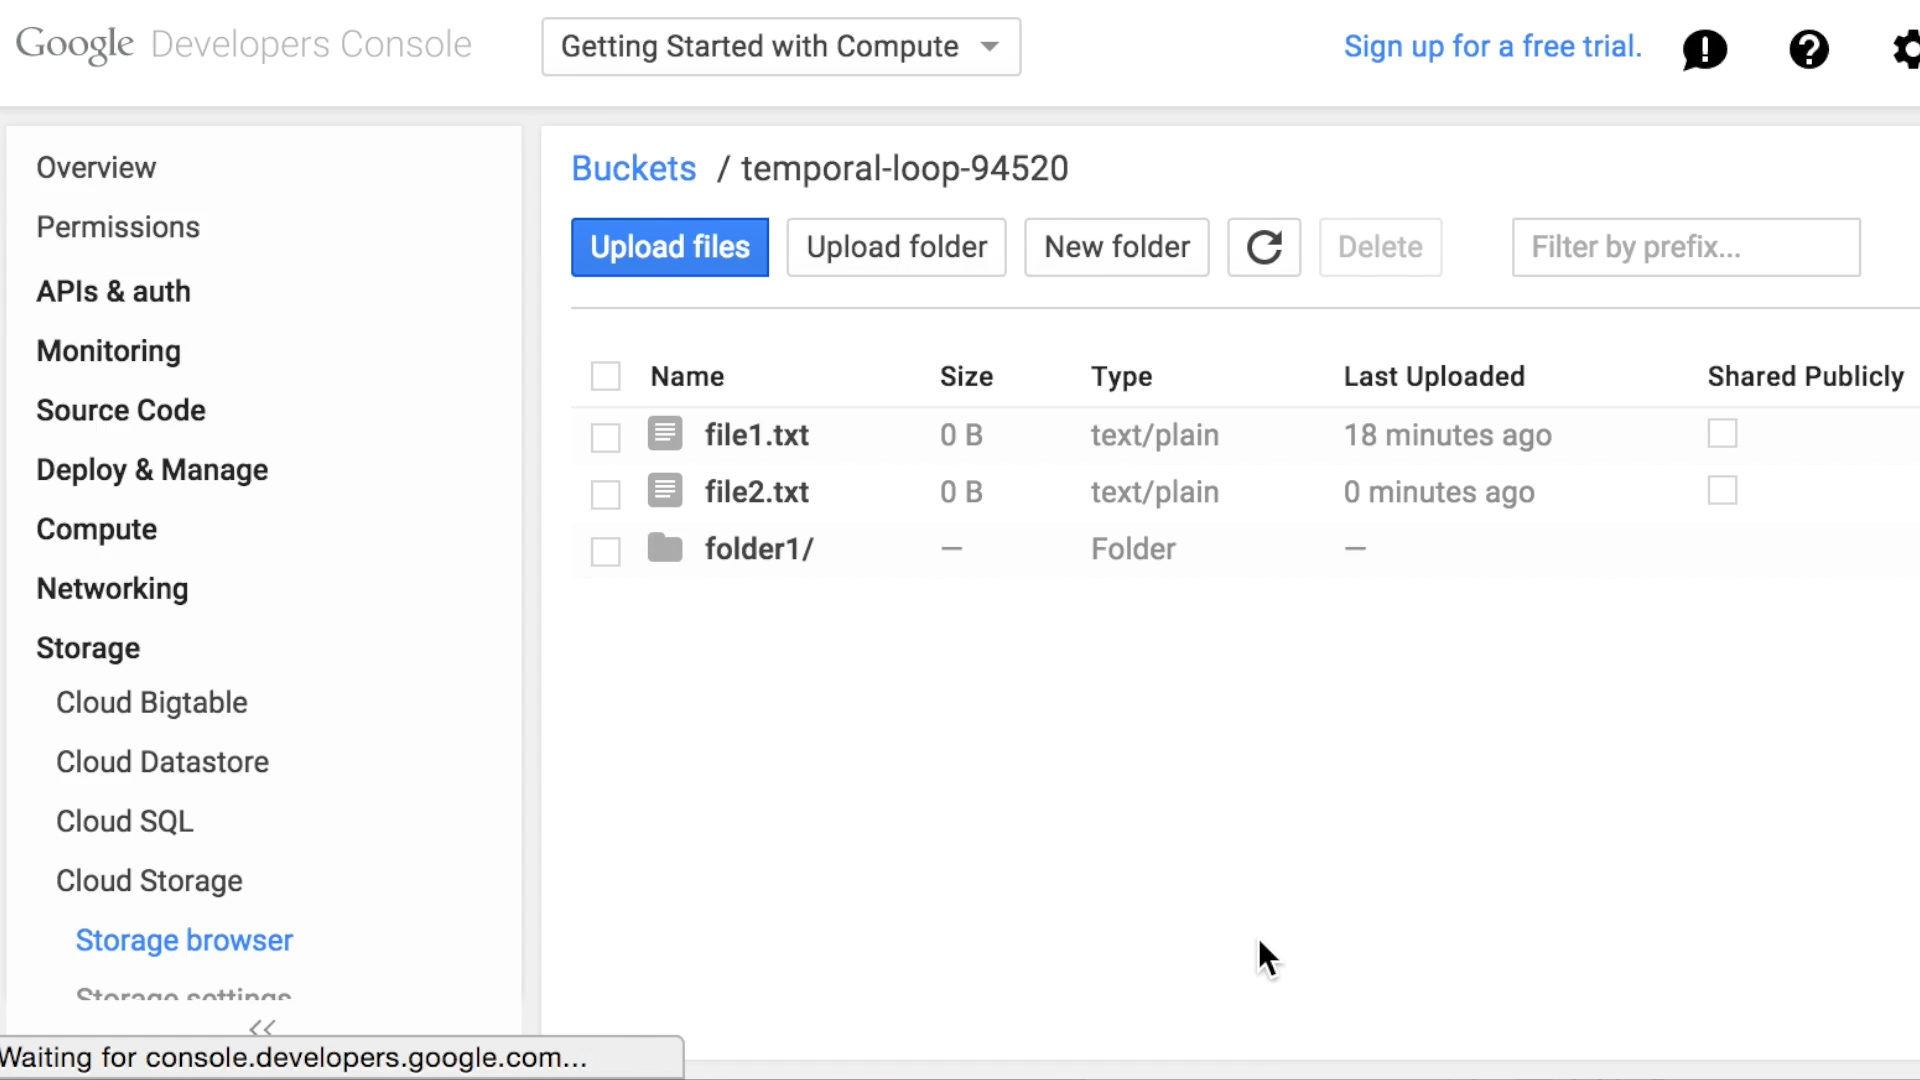 Google Developers Console
Getting Started with Compute
Sign up for a free trial.
Overview
Permissions
APIs & auth
Monitoring
Source Code
Deploy & Manage
Compute
Networking
Storage
Cloud Bigtable
Cloud Datastore
Cloud SQL
Cloud Storage
Storage browser
Storage settings
<<
Waiting for console.developers.google.com...
Buckets / temporal-loop-94520
Upload files Upload folder New folder Delete Filter by prefix...
Name Size Type Last Uploaded Shared Publicly
file1.txt 0 B text/plain 18 minutes ago
file2.txt 0 B text/plain 0 minutes ago
folder1/ — Folder —